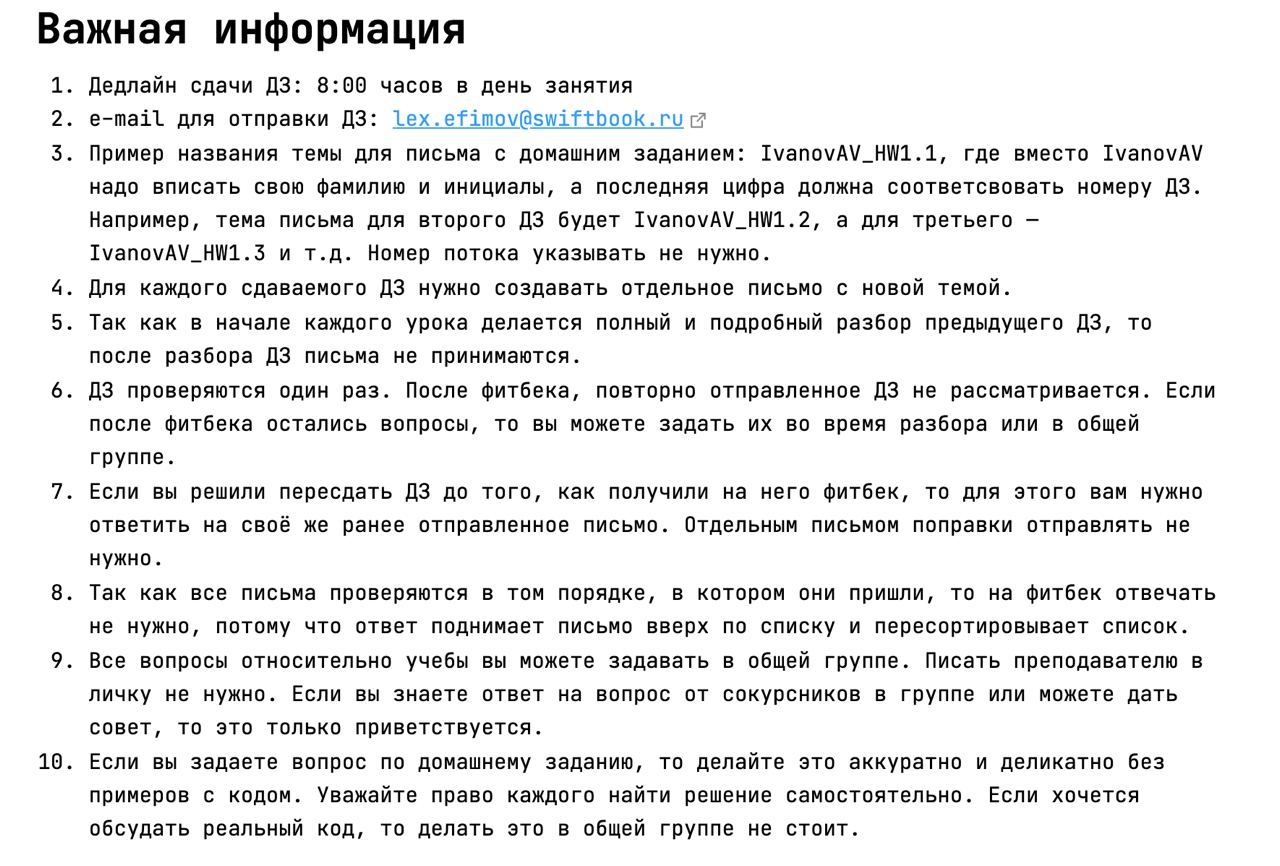 Важная информация
1. Дедлайн сдачи ДЗ: 8:00 часов в день занятия
2. e-mail для отправки ДЗ: lex.efimov@swiftbook.ru
3. Пример названия темы для письма с домашним заданием: IvanovAV_HW1.1, где вместо IvanovAV
надо вписать свою фамилию и инициалы, а последняя цифра должна соответсвовать номеру ДЗ.
Например, тема письма для второго ДЗ будет IvanovAV_HW1.2, а для третьего —
IvanovAV_HW1.3 и т.д. Номер потока указывать не нужно.
4. Для каждого сдаваемого ДЗ нужно создавать отдельное письмо с новой темой.
5. Так как в начале каждого урока делается полный и подробный разбор предыдущего ДЗ, то
после разбора ДЗ письма не принимаются.
6. ДЗ проверяются один раз. После фитбека, повторно отправленное ДЗ не рассматривается. Если
после фитбека остались вопросы, то вы можете задать их во время разбора или в общей
группе.
7. Если вы решили пересдать ДЗ до того, как получили на него фитбек, то для этого вам нужно
ответить на своё же ранее отправленное письмо. Отдельным письмом поправки отправлять не
нужно.
8. Так как все письма проверяются в том порядке, в котором они пришли, то на фитбек отвечать
не нужно, потому что ответ поднимает письмо вверх по списку и пересортировывает список.
9. Все вопросы относительно учебы вы можете задавать в общей группе. Писать преподавателю в
личку не нужно. Если вы знаете ответ на вопрос от сокурсников в группе или можете дать
совет, то это только приветствуется.
10. Если вы задаете вопрос по домашнему заданию, то делайте это аккуратно и деликатно без
примеров с кодом. Уважайте право каждого найти решение самостоятельно. Если хочется
обсудать реальный код, то делать это в общей группе не стоит.